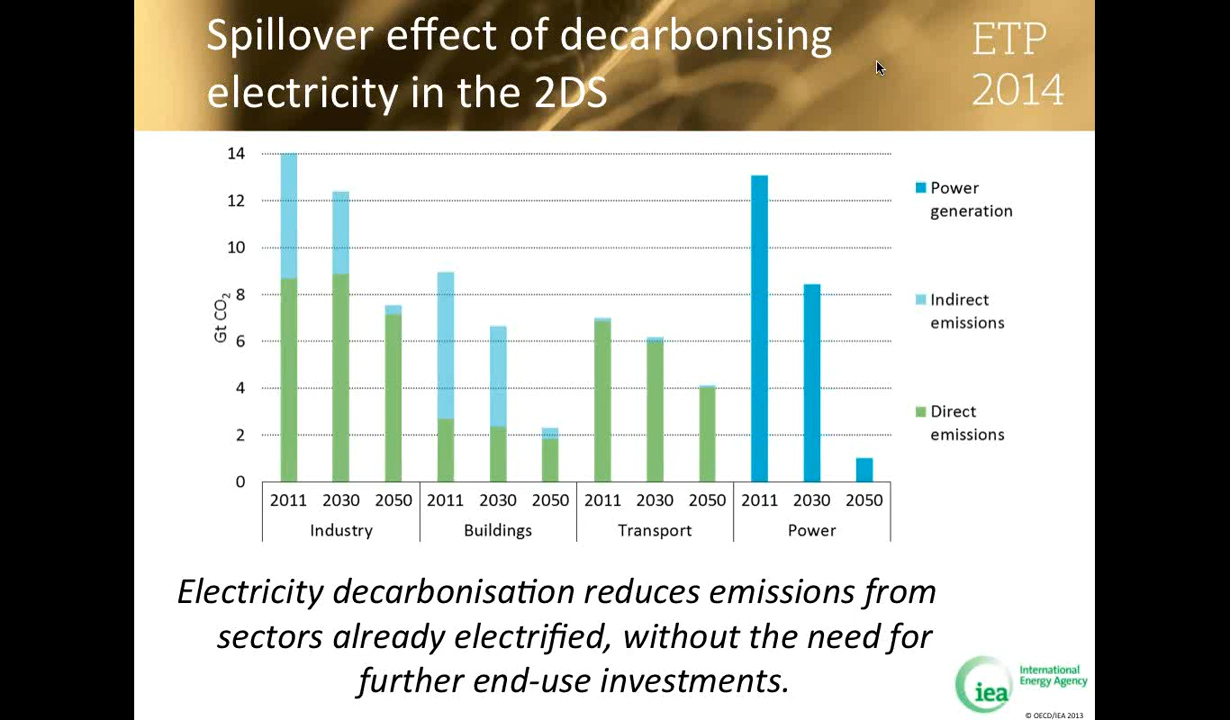 Spillover effect of decarbonising
electricity in the 2DS
ETP
2014
14
12
10
8
6
4
2
0
Gt CO₂
2011 2030 2050 2011 2030 2050 2011 2030 2050 2011 2030 2050
Industry Buildings Transport Power
Power
generation
Indirect
emissions
Direct
emissions
Electricity decarbonisation reduces emissions from
sectors already electrified, without the need for
further end-use investments.
iea
International
Energy Agency
© OECD/IEA 2013